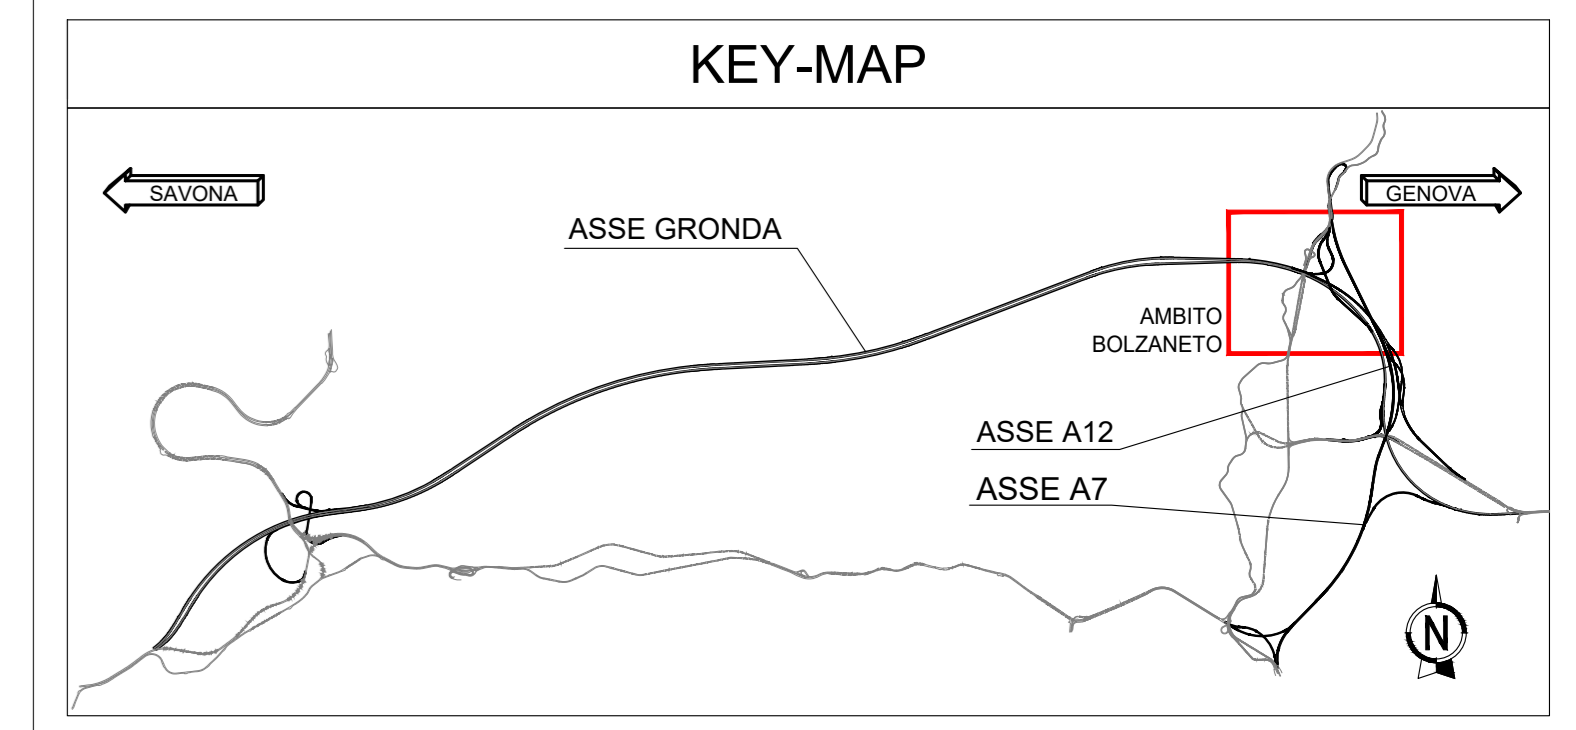 KEY-MAP
SAVONA
GENOVA
ASSE GRONDA
AMBITO
BOLZANETO
ASSE A12
ASSE A7
N